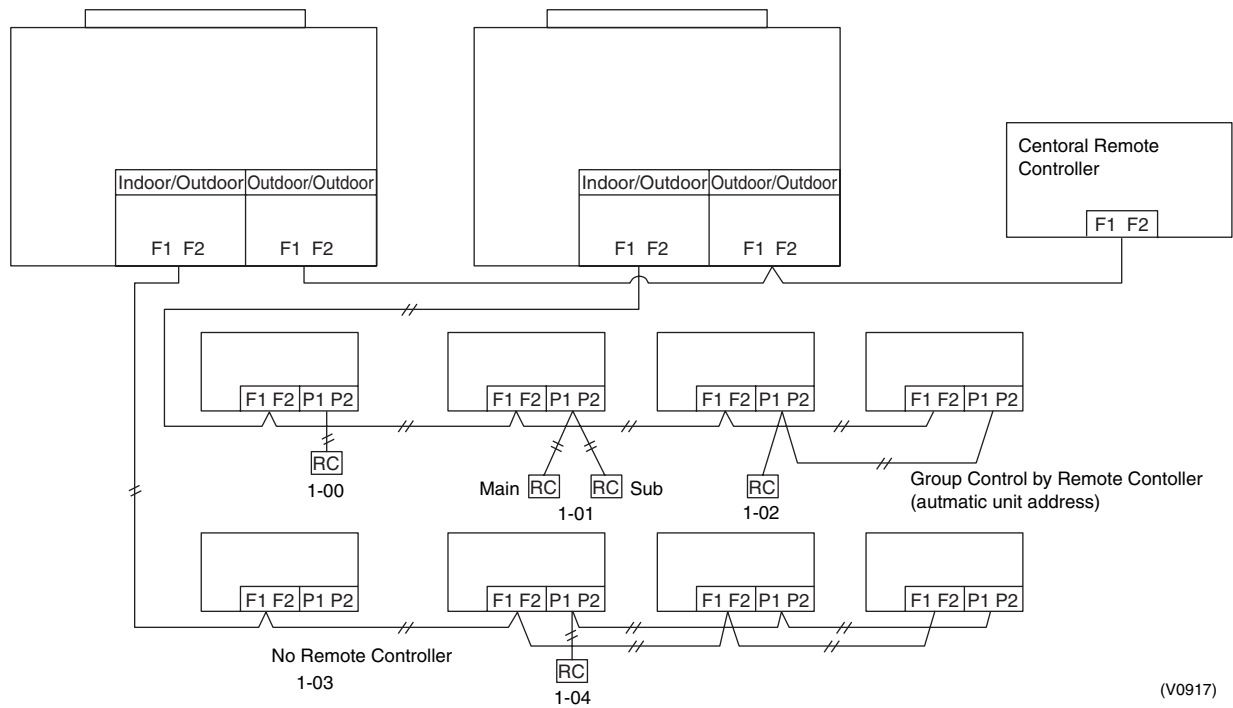 Indoor/Outdoor Outdoor/Outdoor
F1 F2 F1 F2
Indoor/Outdoor Outdoor/Outdoor
F1 F2 F1 F2
Centoral Remote
Controller
F1 F2
F1 F2 P1 P2
F1 F2 P1 P2
F1 F2 P1 P2
F1 F2 P1 P2
RC
1-00
Main RC RC Sub
1-01
RC
1-02
Group Control by Remote Contoller
(autmatic unit address)
F1 F2 P1 P2
F1 F2 P1 P2
F1 F2 P1 P2
F1 F2 P1 P2
No Remote Controller
1-03
RC
1-04
(V0917)